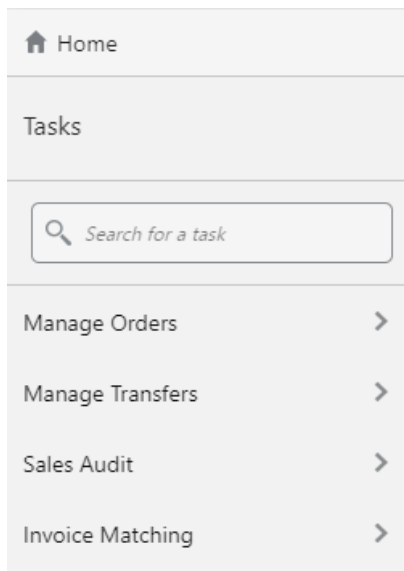 Home
Tasks
Search for a task
Manage Orders
Manage Transfers
Sales Audit
Invoice Matching